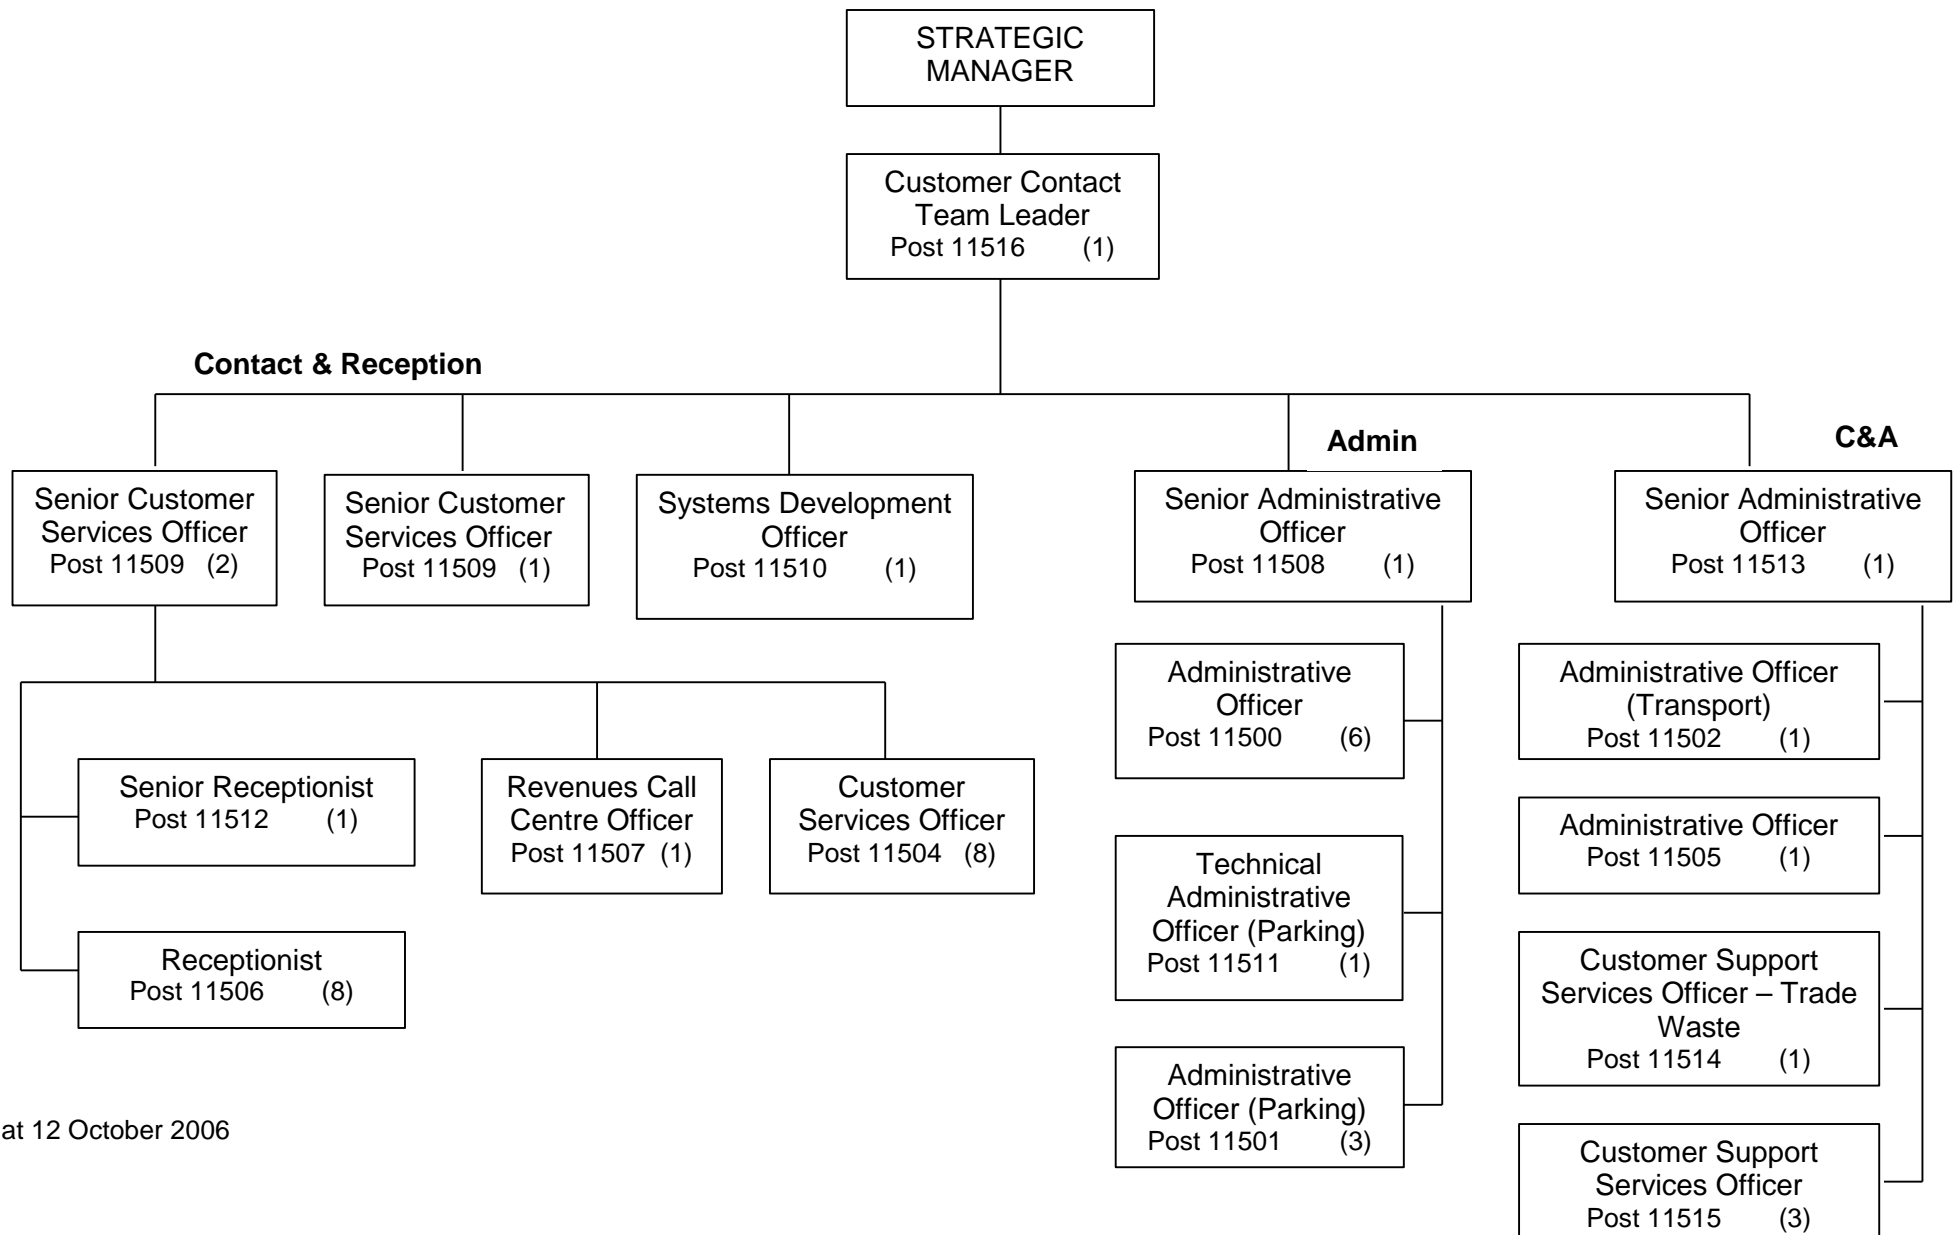 STRATEGIC
MANAGER
Customer Contact
Team Leader
Post 11516 (1)
Contact & Reception
Admin
C&A
Senior Customer
Services Officer
Post 11509 (2)
Senior Customer
Services Officer
Post 11509 (1)
Systems Development
Officer
Post 11510 (1)
Senior Administrative
Officer
Post 11508 (1)
Senior Administrative
Officer
Post 11513 (1)
Senior Receptionist
Post 11512 (1)
Receptionist
Post 11506 (8)
Revenues Call
Centre Officer
Post 11507 (1)
Customer
Services Officer
Post 11504 (8)
Administrative
Officer
Post 11500 (6)
Technical
Administrative
Officer (Parking)
Post 11511 (1)
Administrative
Officer (Parking)
Post 11501 (3)
Administrative Officer
(Transport)
Post 11502 (1)
Administrative Officer
Post 11505 (1)
Customer Support
Services Officer – Trade
Waste
Post 11514 (1)
Customer Support
Services Officer
Post 11515 (3)
at 12 October 2006